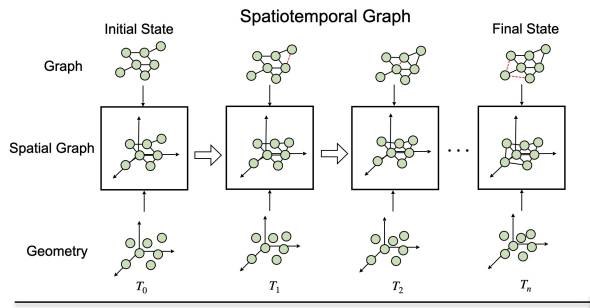 Spatiotemporal Graph
Initial State
Final State
Graph
Spatial Graph
Geometry
T0
T1
T2
Tn